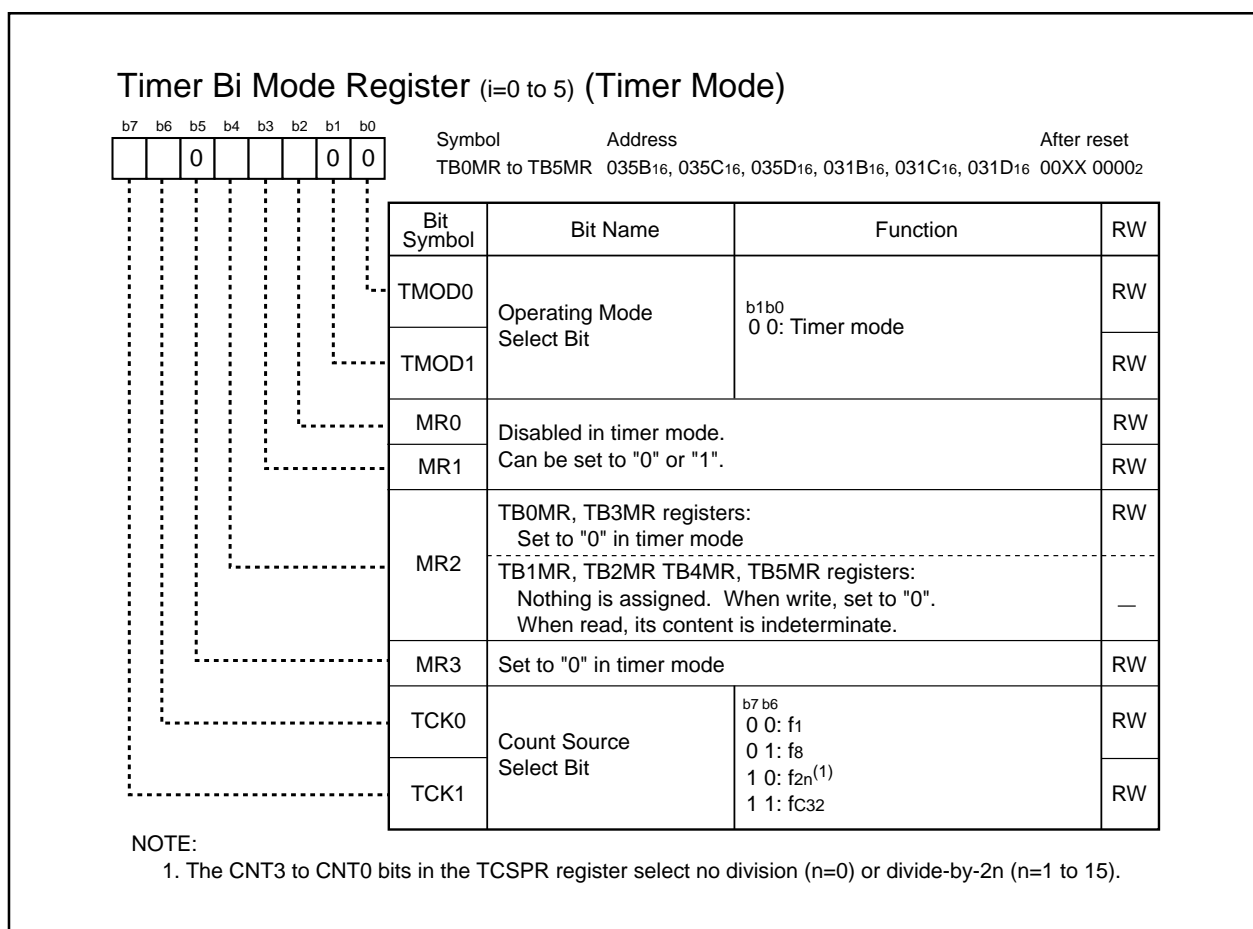 Timer Bi Mode Register (i=0 to 5) (Timer Mode)
b7 b6 b5 b4 b3 b2 b1 b0
0 0 0
Symbol Address After reset
TB0MR to TB5MR 035B16, 035C16, 035D16, 031B16, 031C16, 031D16 00XX 00002
Bit Symbol Bit Name Function RW
TMOD0 RW
Operating Mode
Select Bit
b1b0
0 0: Timer mode
TMOD1 RW
MR0 RW
Disabled in timer mode.
Can be set to "0" or "1".
MR1 RW
MR2
TB0MR, TB3MR registers: RW
Set to "0" in timer mode
TB1MR, TB2MR TB4MR, TB5MR registers:
Nothing is assigned. When write, set to "0". —
When read, its content is indeterminate.
MR3 Set to "0" in timer mode RW
TCK0 RW
Count Source
Select Bit
b7 b6
0 0: f1
0 1: f8
1 0: f2n(1)
1 1: fC32
TCK1 RW
NOTE:
1. The CNT3 to CNT0 bits in the TCSPR register select no division (n=0) or divide-by-2n (n=1 to 15).